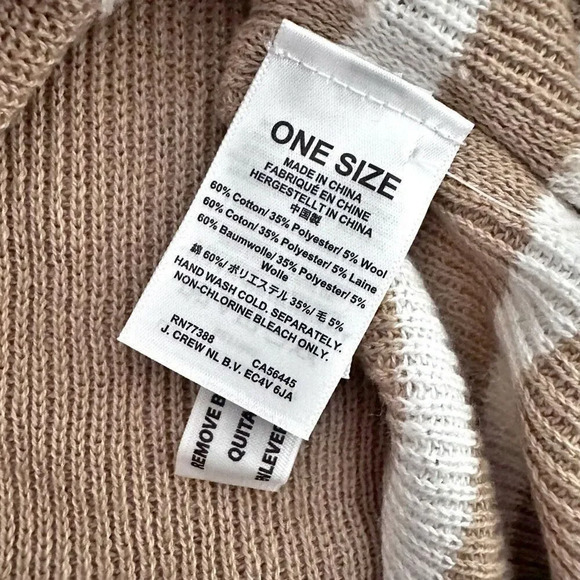 ONE SIZE
MADE IN CHINA
FABRIQUÉ EN CHINE
HERGESTELLT IN CHINA
中国製
60% Cotton/ 35% Polyester/ 5% Wool
60% Coton/ 35% Polyester/ 5% Laine
60% Baumwolle/ 35% Polyester/ 5%
Wolle
綿 60%/ ポリエステル 35%/ 毛 5%
HAND WASH COLD. SEPARATELY.
NON-CHLORINE BLEACH ONLY.
RN77388 CA56445
J. CREW NL B.V. EC4V 6JA
REMOVE B
QUITA
ENLEVER